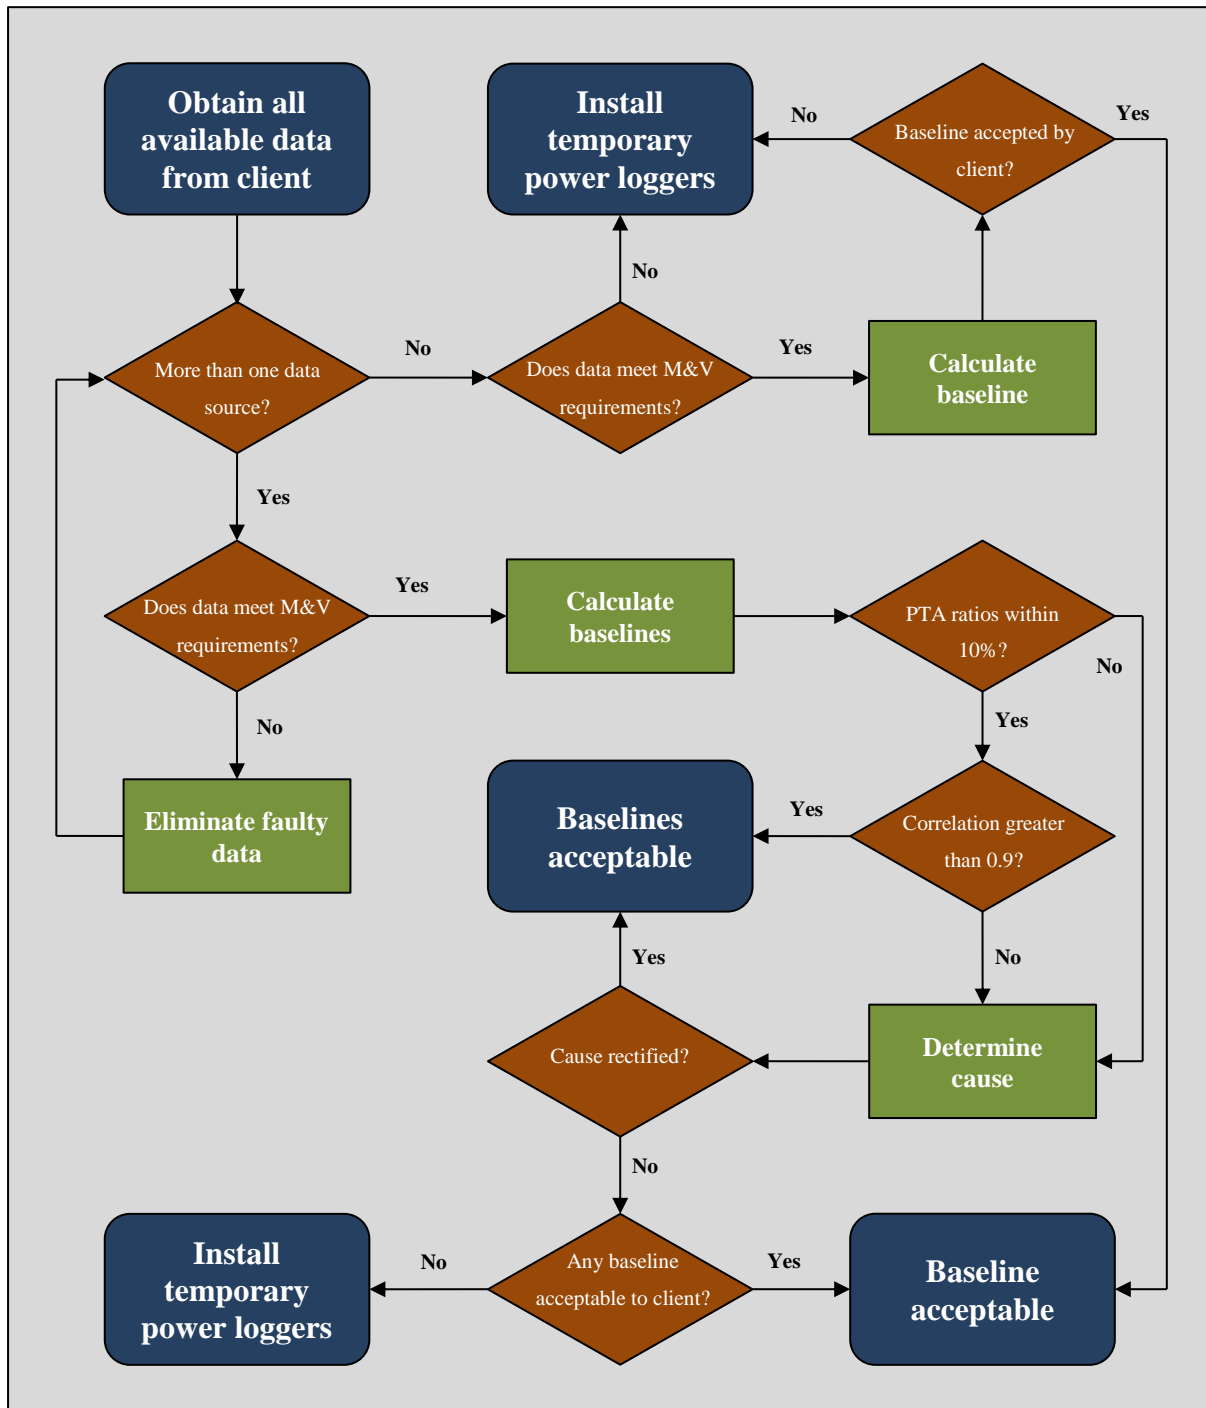 Obtain all
available data
from client
Install
temporary
power loggers
No
Baseline accepted by
client?
Yes
No
More than one data
source?
No
Does data meet M&V
requirements?
Yes
Calculate
baseline
Yes
Does data meet M&V
requirements?
Yes
Calculate
baselines
PTA ratios within
10%?
No
No
Yes
Eliminate faulty
data
Baselines
acceptable
Yes
Correlation greater
than 0.9?
Yes
No
Cause rectified?
Determine
cause
No
Install
temporary
power loggers
No
Any baseline
acceptable to client?
Yes
Baseline
acceptable